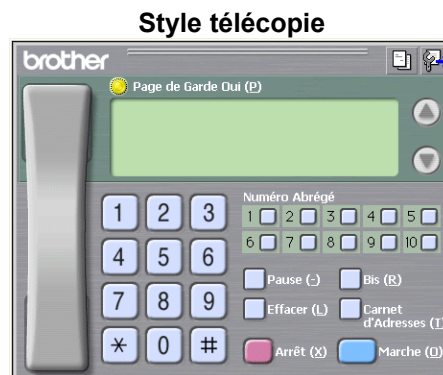 Style télécopie
brother
Page de Garde Oui (P)
Numéro Abrégé
1 2 3 4 5
6 7 8 9 10
1 2 3
4 5 6
7 8 9
* 0 #
Pause (-) Bis (R)
Effacer (L) Carnet
d'Adresses (T)
Arrêt (X) Marche (O)